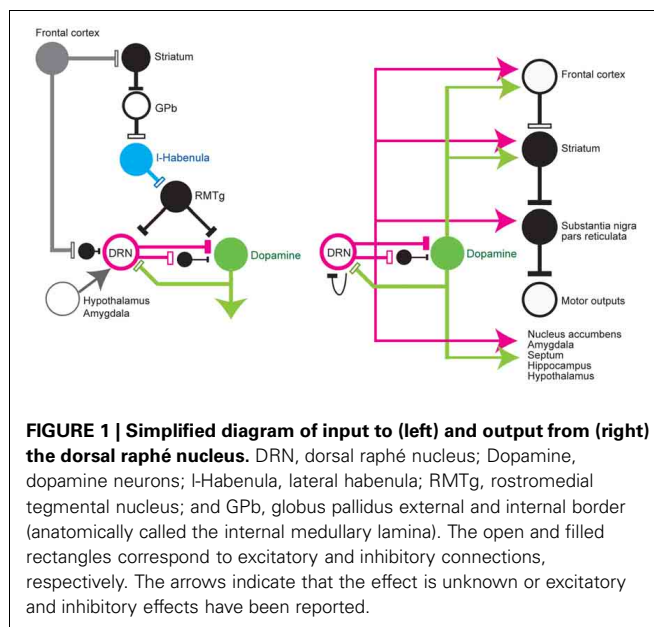 Frontal cortex
Striatum
GPb
l-Habenula
RMTg
DRN
Dopamine
Hypothalamus
Amygdala
Frontal cortex
Striatum
Substantia nigra
pars reticulata
DRN
Dopamine
Motor outputs
Nucleus accumbens
Amygdala
Septum
Hippocampus
Hypothalamus
FIGURE 1 | Simplified diagram of input to (left) and output from (right)
the dorsal raphé nucleus. DRN, dorsal raphé nucleus; Dopamine,
dopamine neurons; l-Habenula, lateral habenula; RMTg, rostromedial
tegmental nucleus; and GPb, globus pallidus external and internal border
(anatomically called the internal medullary lamina). The open and filled
rectangles correspond to excitatory and inhibitory connections,
respectively. The arrows indicate that the effect is unknown or excitatory
and inhibitory effects have been reported.